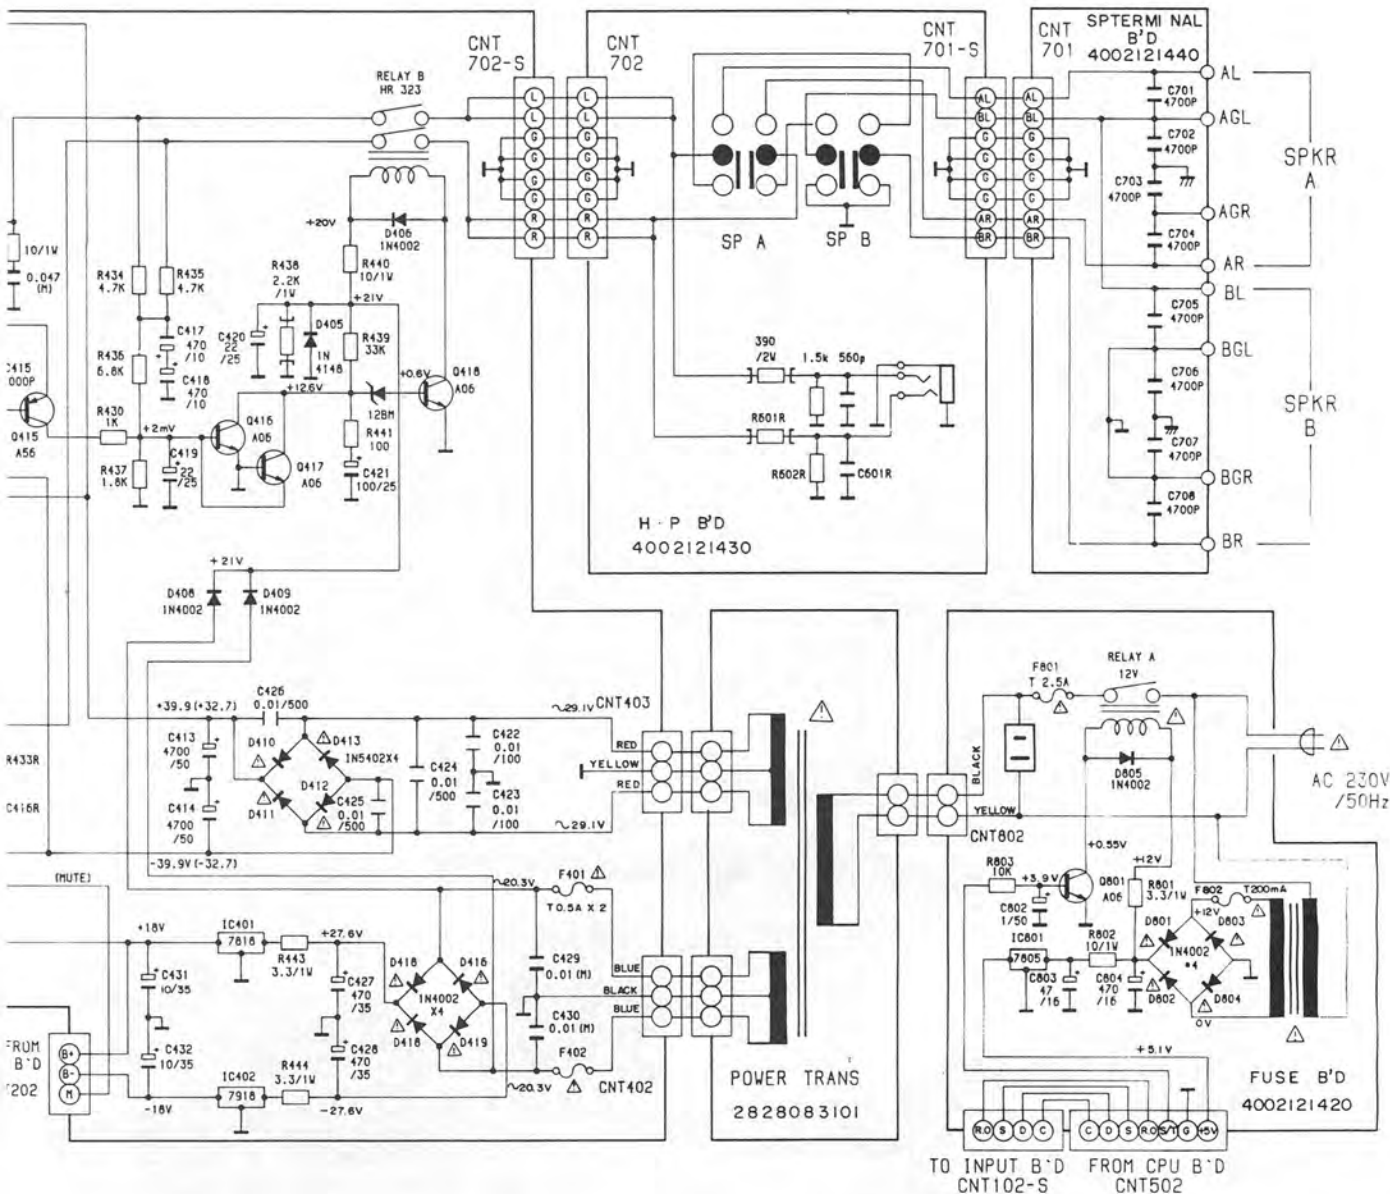 CNT
702-S
CNT
702
CNT
701-S
CNT
701
SPTERMINAL
B'D
4002121440
RELAY B
HR 323
L
L
G
G
G
G
R
R
L
L
G
G
G
G
R
R
AL
BL
G
G
G
G
AR
BR
AL
BL
G
G
G
G
AR
BR
AL
C701
4700P
AGL
C702
4700P
SPKR
A
C703
4700P
AGR
C704
4700P
AR
BL
C705
4700P
BGL
C706
4700P
SPKR
B
C707
4700P
BGR
C708
4700P
BR
SP A
SP B
+20V
D406
1N4002
10/1W
0.047
(M)
R434
4.7K
R435
4.7K
R438
2.2K
/1W
R440
10/1W
+21V
C417
470
/10
C420
22
/25
D405
1N
4148
R439
33K
C415
000P
R436
6.8K
C418
470
/10
+12.6V
+0.6V
Q418
A06
12BM
R430
1K
+2mV
Q416
A06
R441
100
Q415
A56
R437
1.8K
C419
22
/25
Q417
A06
C421
100/25
390
/2W
1.5k
560p
R601R
R602R
C601R
H·P B'D
4002121430
+21V
D408
1N4002
D409
1N4002
C426
0.01/500
+39.9(+32.7)
C413
4700
/50
D410
D413
IN5402X4
D412
D411
C414
4700
/50
C425
0.01
/500
C424
0.01
/500
C422
0.01
/100
C423
0.01
/100
-39.9V(-32.7)
R433R
C416R
~29.1V
CNT403
RED
YELLOW
RED
~29.1V
(MUTE)
~20.3V
F401
T0.5A X 2
+18V
IC401
7818
R443
3.3/1W
+27.6V
C431
10/35
C427
470
/35
D418
D416
1N4002
X4
D418
D419
C429
0.01(M)
C430
0.01(M)
BLUE
BLACK
BLUE
F402
CNT402
~20.3V
FROM
B'D
202
B+
B-
M
C432
10/35
R444
3.3/1W
C428
470
/35
IC402
7918
-18V
-27.6V
POWER TRANS
2828083101
F801
T 2.5A
RELAY A
12V
BLACK
D805
1N4002
AC 230V
/50Hz
YELLOW
CNT802
+0.55V
+12V
R803
10K
+3.9V
Q801
A06
R801
3.3/1W
F802
T200mA
C802
1/50
+12V
D801
D803
1N4002
*4
IC801
7805
R802
10/1W
C803
47
/16
C804
470
/16
D802
D804
0V
+5.1V
FUSE B'D
4002121420
R.O
S
D
C
C
D
S
R.O
S/T
G
+5V
TO INPUT B'D
CNT102-S
FROM CPU B'D
CNT502